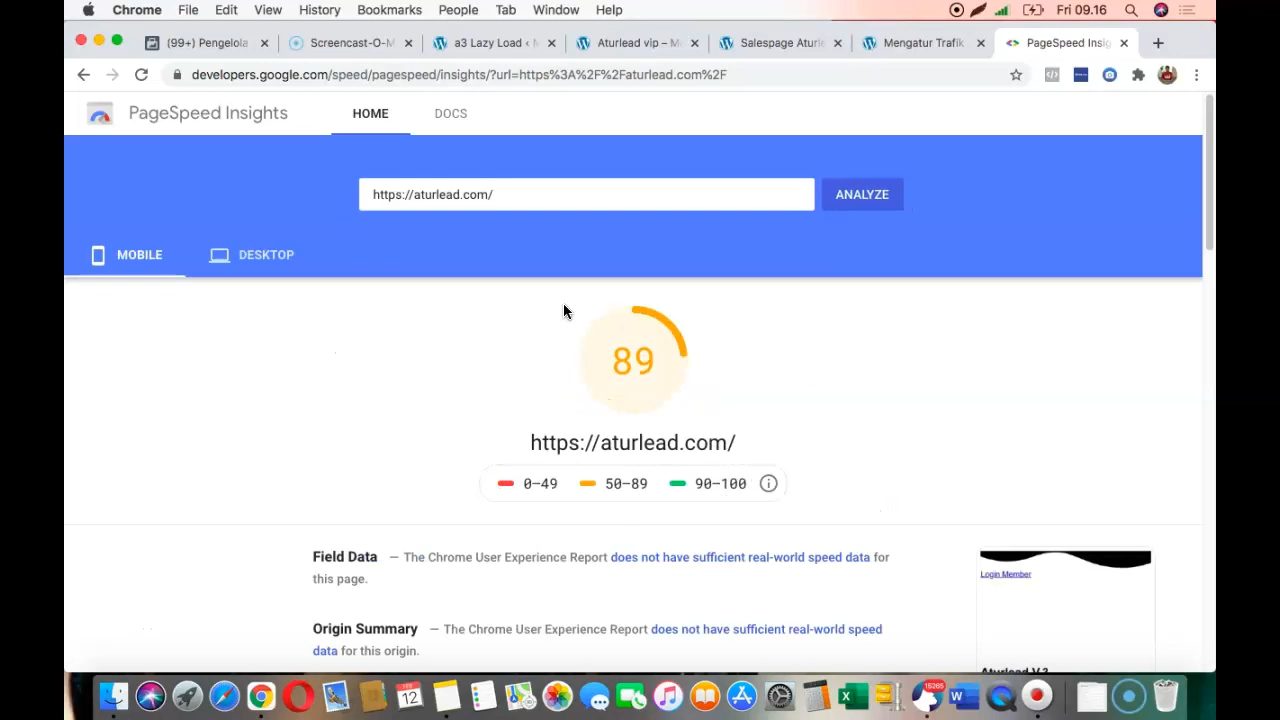 Chrome File Edit View History Bookmarks People Tab Window Help Fri 09.16
(99+) Pengelola Screencast-O-M a3 Lazy Load ‹ Aturlead vip – M Salespage Aturle Mengatur Trafik PageSpeed Insig
developers.google.com/speed/pagespeed/insights/?url=https%3A%2F%2Faturlead.com%2F
PageSpeed Insights HOME DOCS
https://aturlead.com/ ANALYZE
MOBILE DESKTOP
89
https://aturlead.com/
0–49 50–89 90–100
Field Data — The Chrome User Experience Report does not have sufficient real-world speed data for
this page.
Login Member
Origin Summary — The Chrome User Experience Report does not have sufficient real-world speed
data for this origin.
Aturlead V.3
12
15265